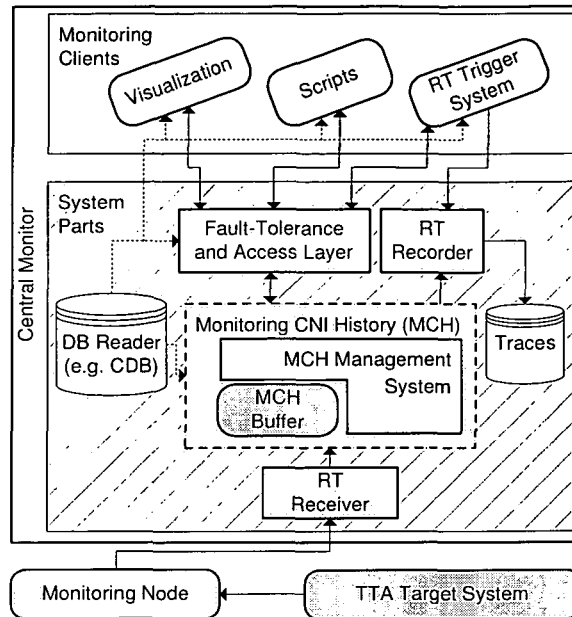 Monitoring
Clients
Visualization
Scripts
RT Trigger
System
Central Monitor
System
Parts
Fault-Tolerance
and Access Layer
RT
Recorder
DB Reader
(e.g. CDB)
Monitoring CNI History (MCH)
MCH Management
System
MCH
Buffer
Traces
RT
Receiver
Monitoring Node
TTA Target System